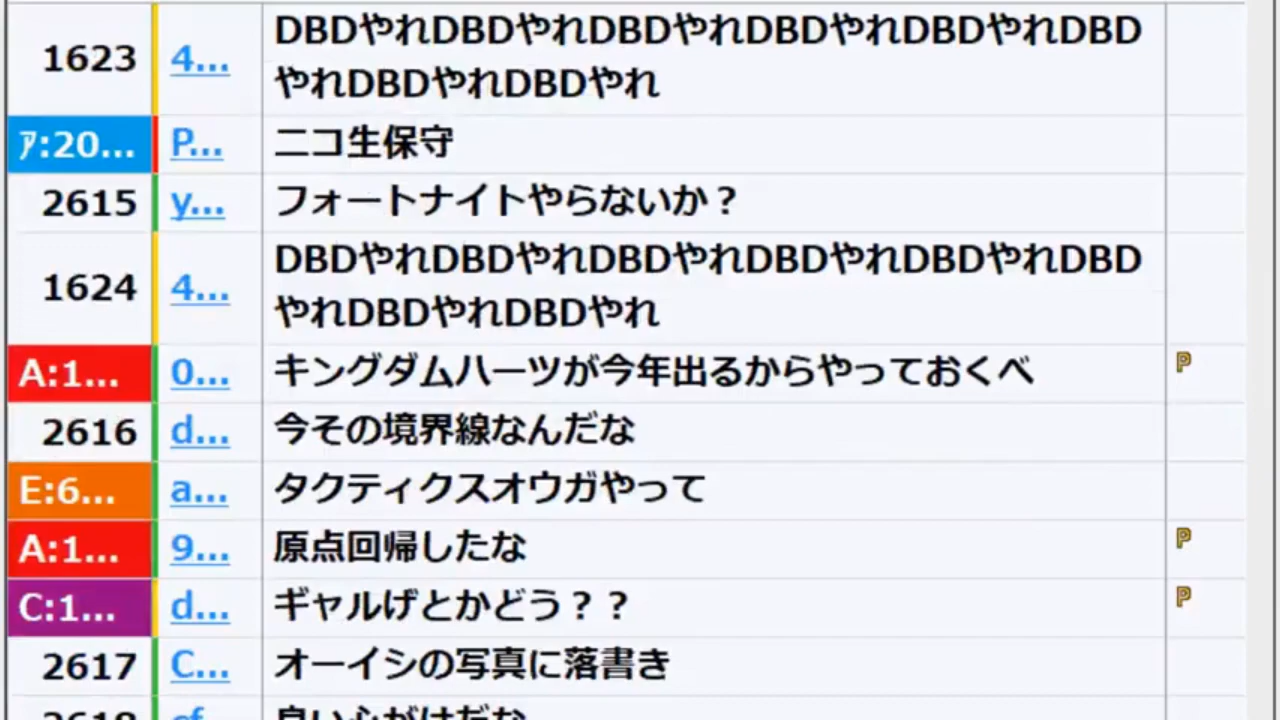 1623 4... DBDやれDBDやれDBDやれDBDやれDBDやれDBD
やれDBDやれDBDやれ
ｱ:20... P... ニコ生保守
2615 y... フォートナイトやらないか？
1624 4... DBDやれDBDやれDBDやれDBDやれDBDやれDBD
やれDBDやれDBDやれ
A:1... 0... キングダムハーツが今年出るからやっておくべ P
2616 d... 今その境界線なんだな
E:6... a... タクティクスオウガやって
A:1... 9... 原点回帰したな P
C:1... d... ギャルげとかどう？？ P
2617 C... オーイシの写真に落書き
2618 cf... 良い心がけだな